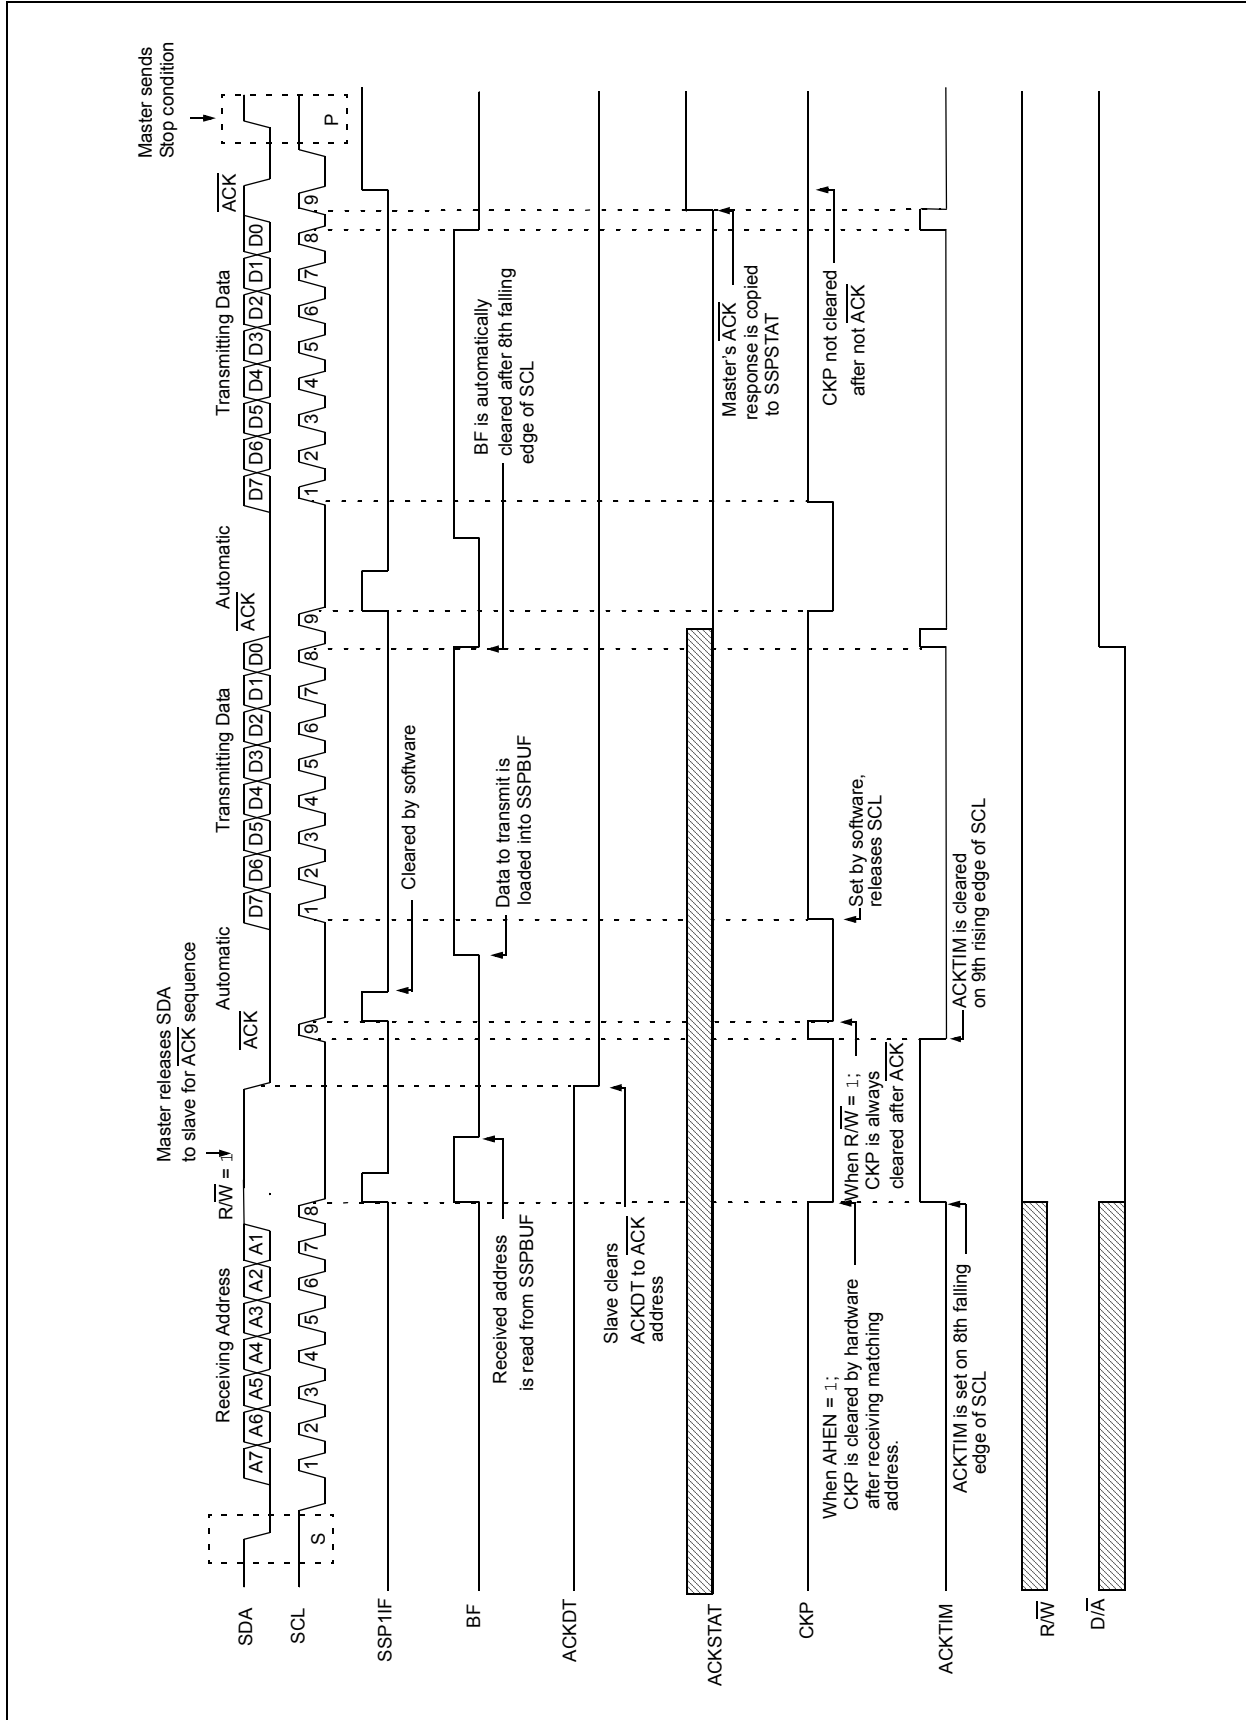 Master sends
Stop condition
Master releases SDA
to slave for ACK sequence
Receiving Address
R/W = 1
ACK
Automatic
Transmitting Data
ACK
Automatic
Transmitting Data
ACK
SDA
A7 A6 A5 A4 A3 A2 A1
D7 D6 D5 D4 D3 D2 D1 D0
D7 D6 D5 D4 D3 D2 D1 D0
SCL
S
1 2 3 4 5 6 7 8 9
1 2 3 4 5 6 7 8 9
1 2 3 4 5 6 7 8 9
P
SSP1IF
Cleared by software
BF
Received address
is read from SSPBUF
Data to transmit is
loaded into SSPBUF
BF is automatically
cleared after 8th falling
edge of SCL
ACKDT
Slave clears
ACKDT to ACK
address
ACKSTAT
Master's ACK
response is copied
to SSPSTAT
CKP
When AHEN = 1;
CKP is cleared by hardware
after receiving matching
address.
When R/W = 1;
CKP is always
cleared after ACK
Set by software,
releases SCL
CKP not cleared
after not ACK
ACKTIM
ACKTIM is set on 8th falling
edge of SCL
ACKTIM is cleared
on 9th rising edge of SCL
R/W
D/A